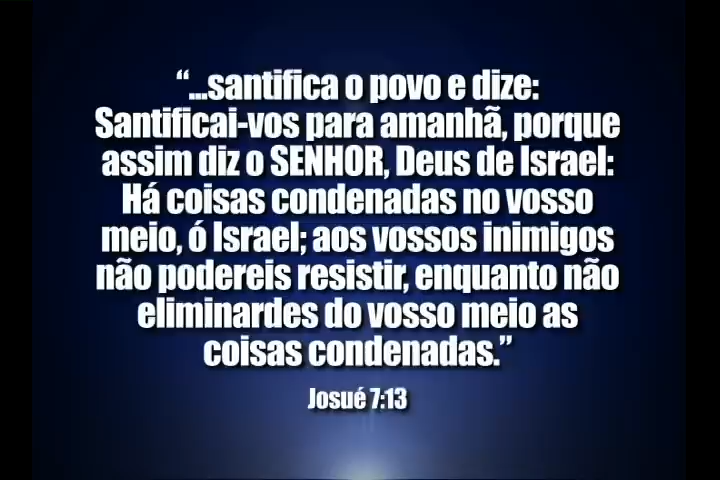 “...santifica o povo e dize:
Santificai-vos para amanhã, porque
assim diz o SENHOR, Deus de Israel:
Há coisas condenadas no vosso
meio, ó Israel; aos vossos inimigos
não podereis resistir, enquanto não
eliminardes do vosso meio as
coisas condenadas.”
Josué 7:13